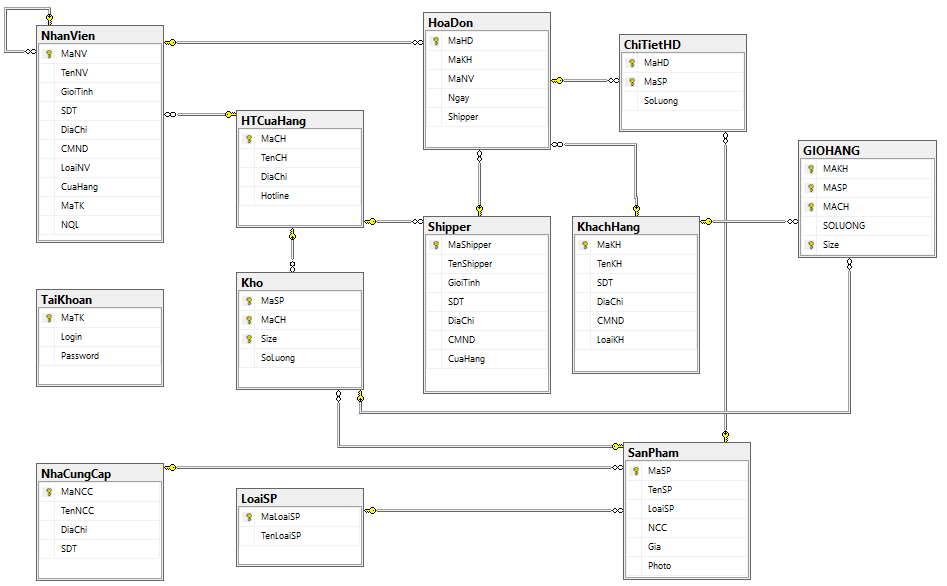 NhanVien
MaNV
TenNV
GioiTinh
SDT
DiaChi
CMND
LoaiNV
CuaHang
MaTK
NQL
HTCuaHang
MaCH
TenCH
DiaChi
Hotline
HoaDon
MaHD
MaKH
MaNV
Ngay
Shipper
ChiTietHD
MaHD
MaSP
SoLuong
GIOHANG
MAKH
MASP
MACH
SOLUONG
Size
Shipper
MaShipper
TenShipper
GioiTinh
SDT
DiaChi
CMND
CuaHang
KhachHang
MaKH
TenKH
SDT
DiaChi
CMND
LoaiKH
Kho
MaSP
MaCH
Size
SoLuong
TaiKhoan
MaTK
Login
Password
NhaCungCap
MaNCC
TenNCC
DiaChi
SDT
LoaiSP
MaLoaiSP
TenLoaiSP
SanPham
MaSP
TenSP
LoaiSP
NCC
Gia
Photo